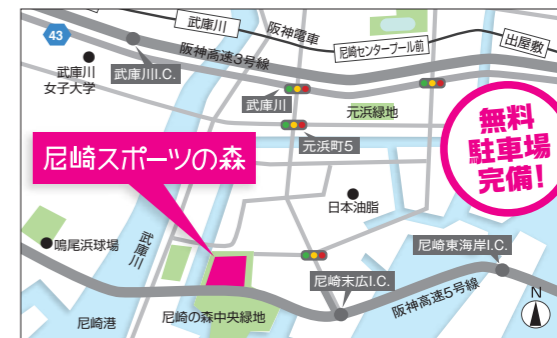 武庫川
阪神電車
尼崎センタープール前
出屋敷
43
阪神高速3号線
武庫川
女子大学
武庫川I.C.
武庫川
元浜緑地
元浜町5
無料
駐車場
完備!
尼崎スポーツの森
日本油脂
鳴尾浜球場
武庫川
尼崎東海岸I.C.
尼崎末広I.C.
阪神高速5号線
尼崎港
尼崎の森中央緑地
N